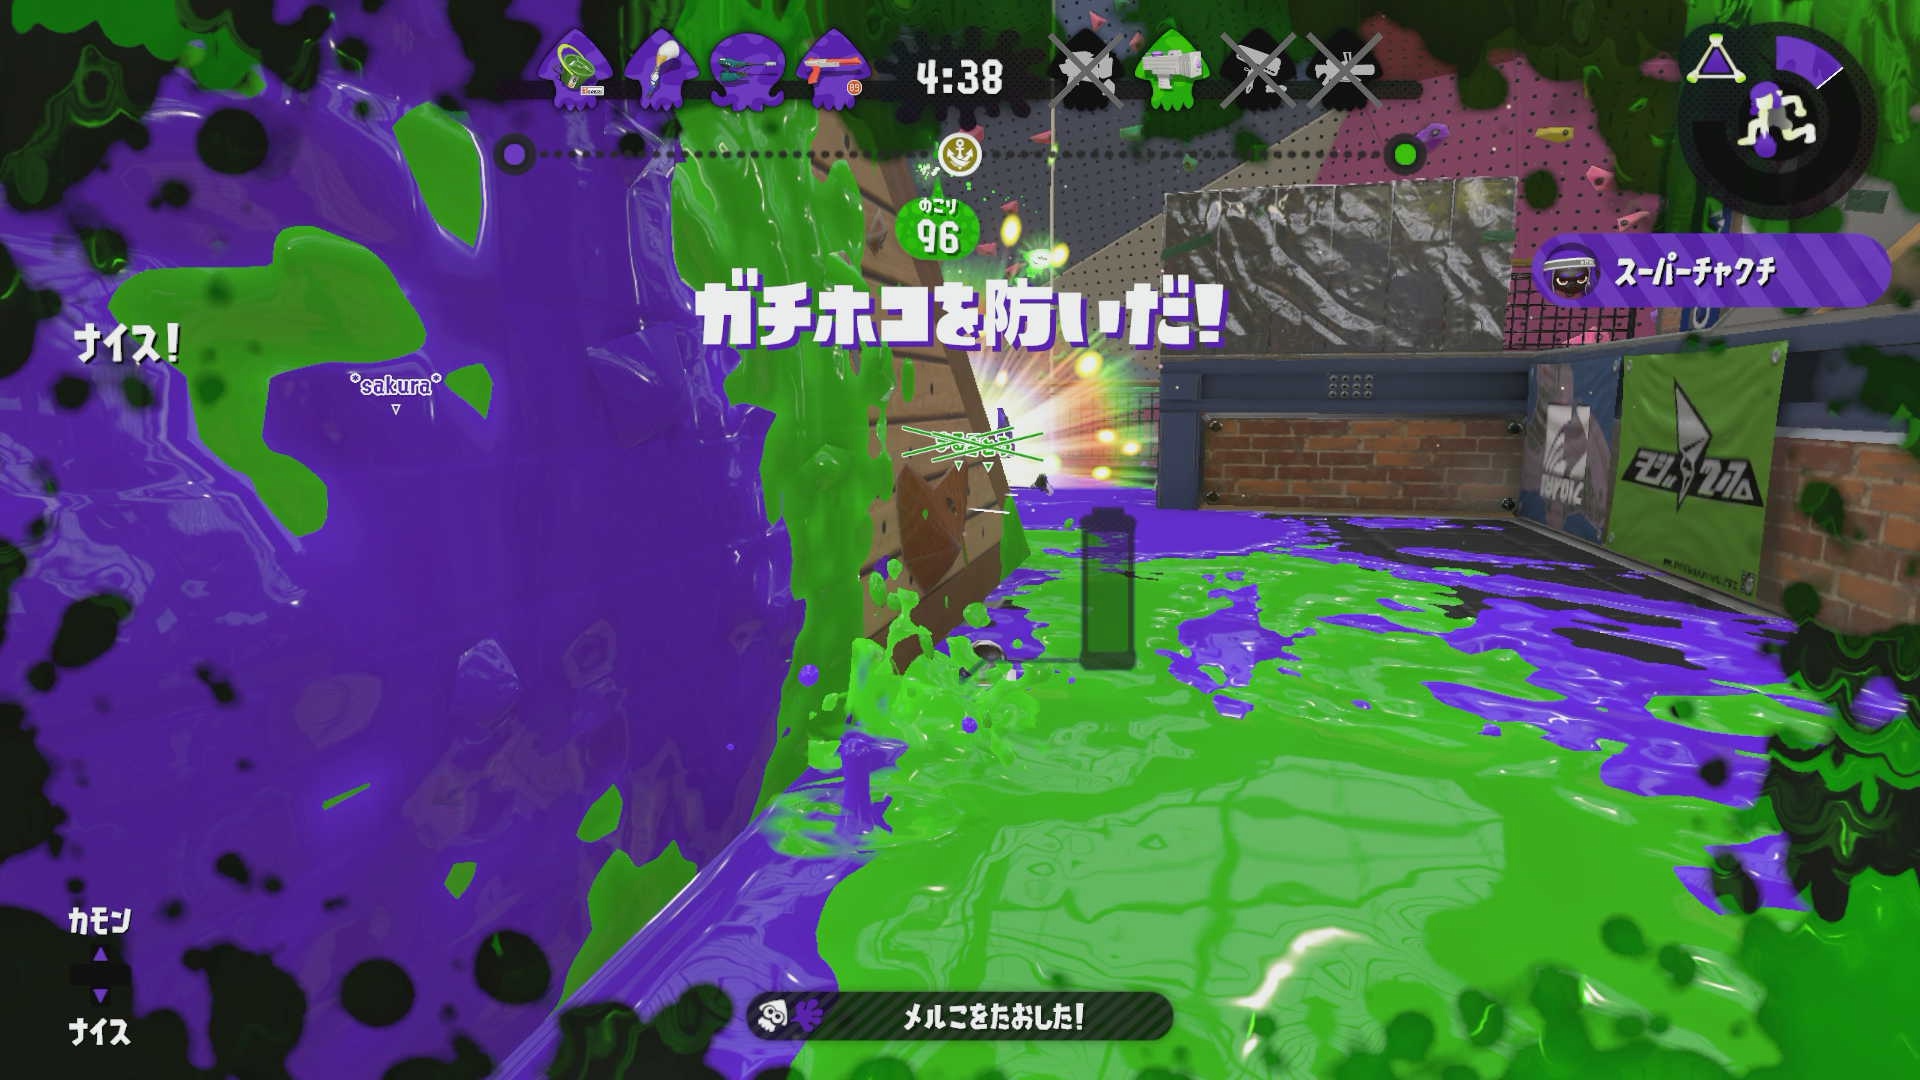 4:38
のこり
96
ガチホコを防いだ!
スーパーチャクチ
ナイス!
*sakura*
カモン
ナイス
メルこをたおした!